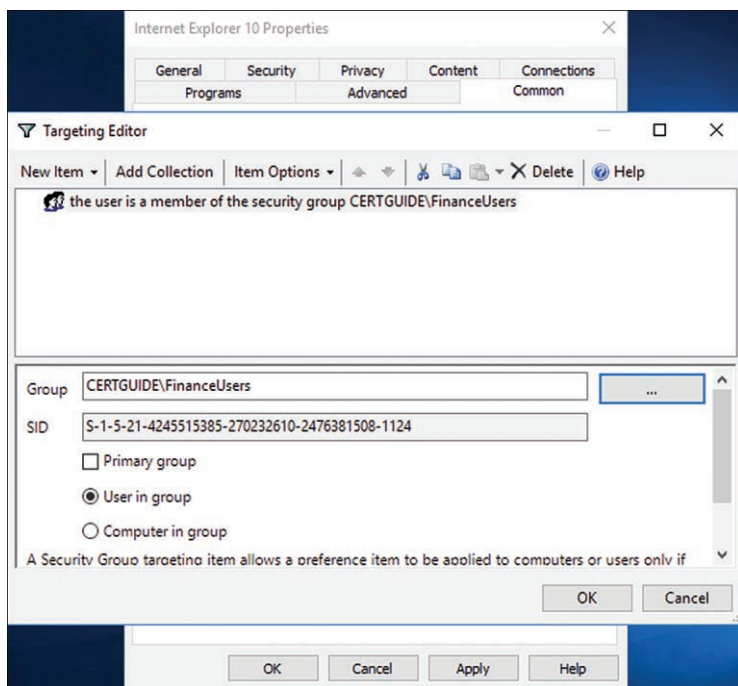 Internet Explorer 10 Properties
General Security Privacy Content Connections
Programs Advanced Common
Targeting Editor
New Item Add Collection Item Options Delete Help
the user is a member of the security group CERTGUIDE\FinanceUsers
Group CERTGUIDE\FinanceUsers ...
SID S-1-5-21-4245515385-270232610-2476381508-1124
Primary group
User in group
Computer in group
A Security Group targeting item allows a preference item to be applied to computers or users only if
OK Cancel
OK Cancel Apply Help